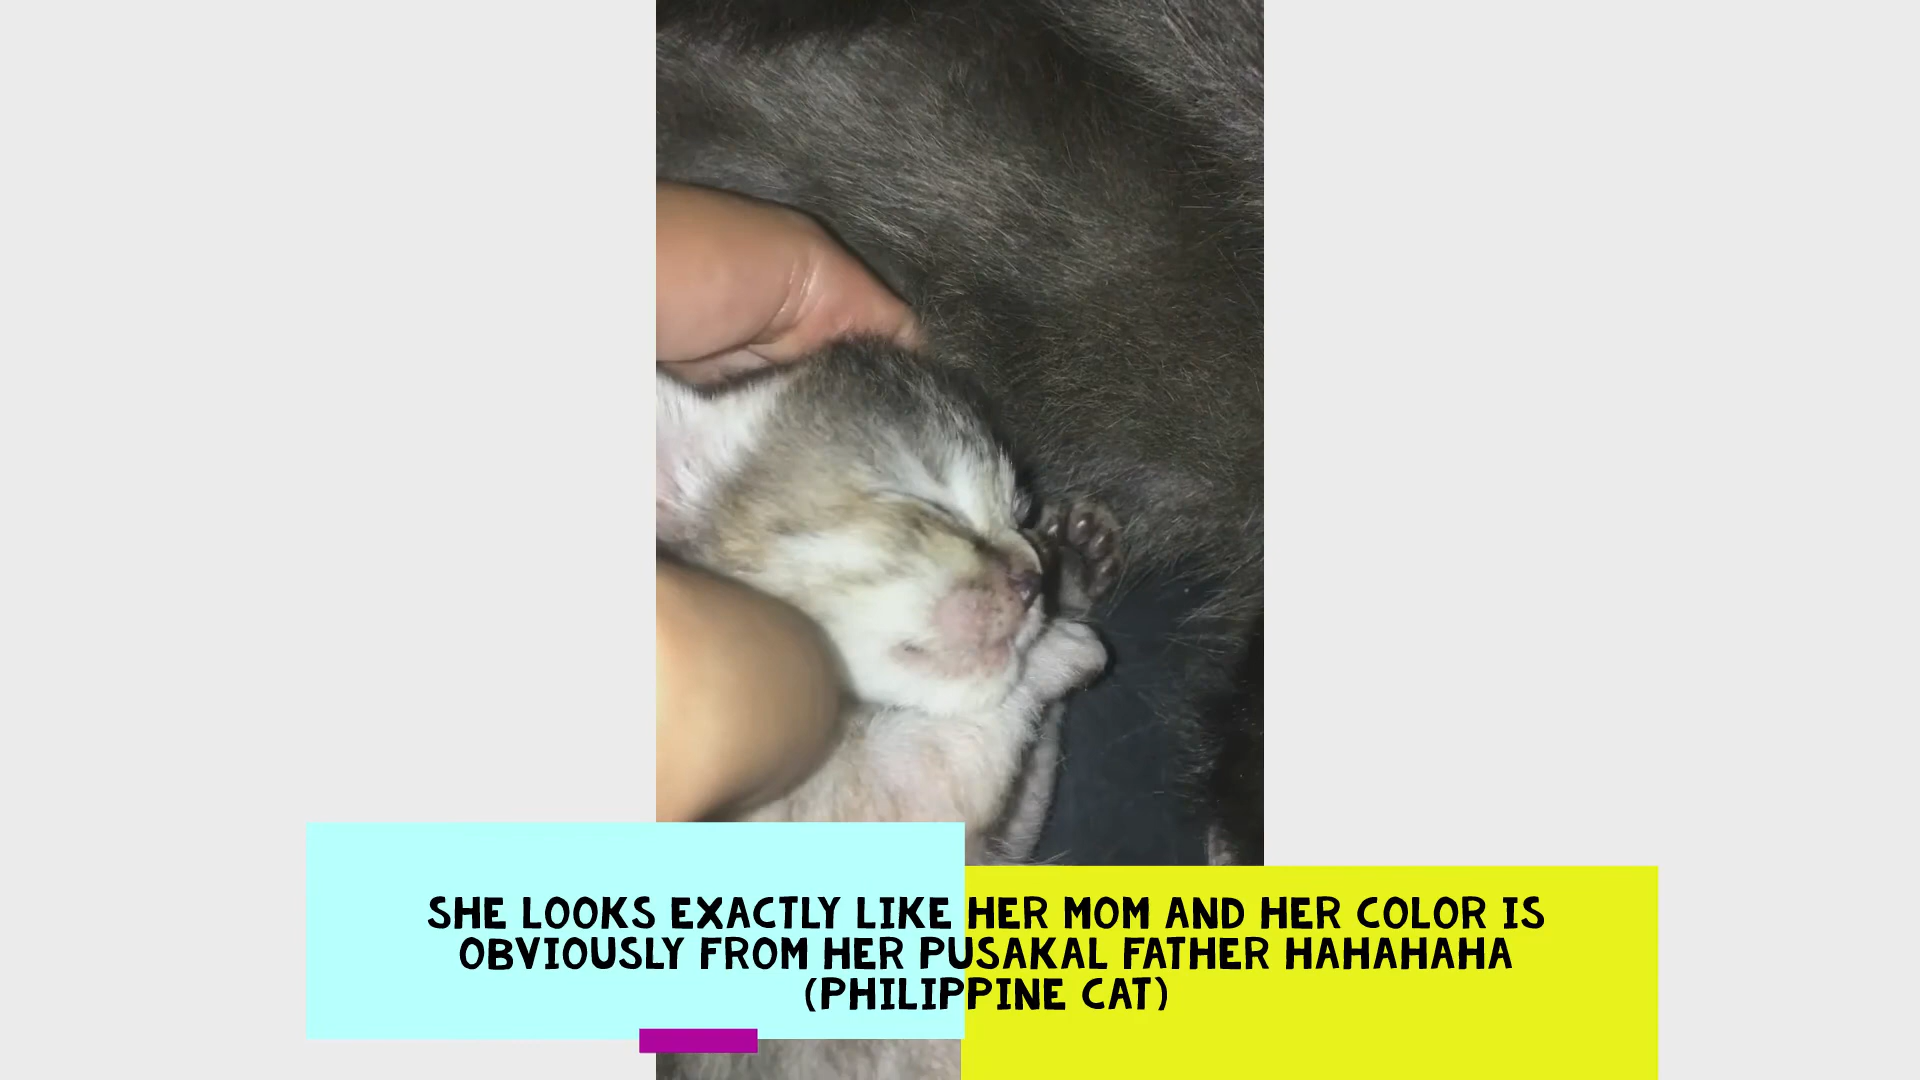 SHE LOOKS EXACTLY LIKE HER MOM AND HER COLOR IS
OBVIOUSLY FROM HER PUSAKAL FATHER HAHAHAHA
(PHILIPPINE CAT)